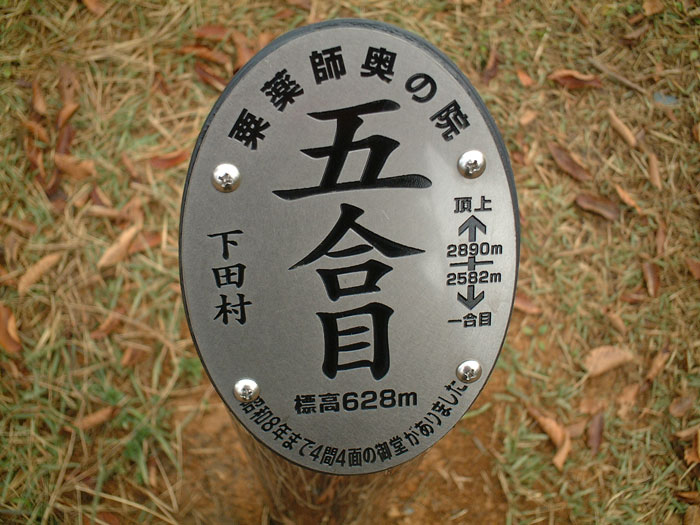 粟薬師奥の院
五合目
下田村
頂上
2890m
2582m
一合目
標高628m
昭和8年まで4間4面の御堂がありました